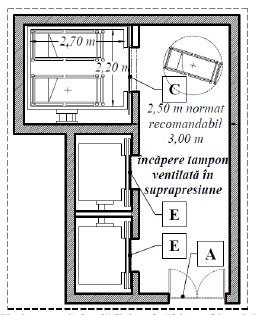 2,70 m
2,20 m
C
2,50 m normat
recomandabil
3,00 m
încăpere tampon
ventilată în
suprapresiune
E
E
A